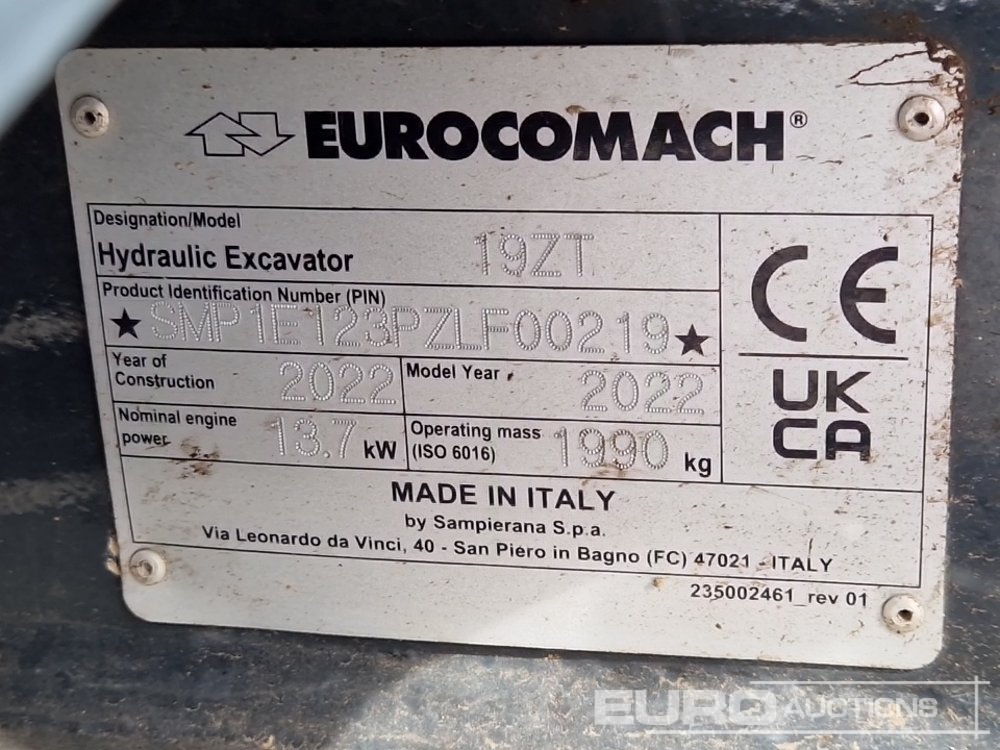 EUROCOMACH®
Designation/Model
Hydraulic Excavator 19ZT
Product Identification Number (PIN)
★ SMP1E123PZLF00219 ★
Year of Construction 2022 Model Year 2022
Nominal engine power 13.7 kW Operating mass (ISO 6016) 1990 kg
CE
UK
CA
MADE IN ITALY
by Sampierana S.p.a.
Via Leonardo da Vinci, 40 - San Piero in Bagno (FC) 47021 - ITALY
235002461_rev 01
EURO AUCTIONS